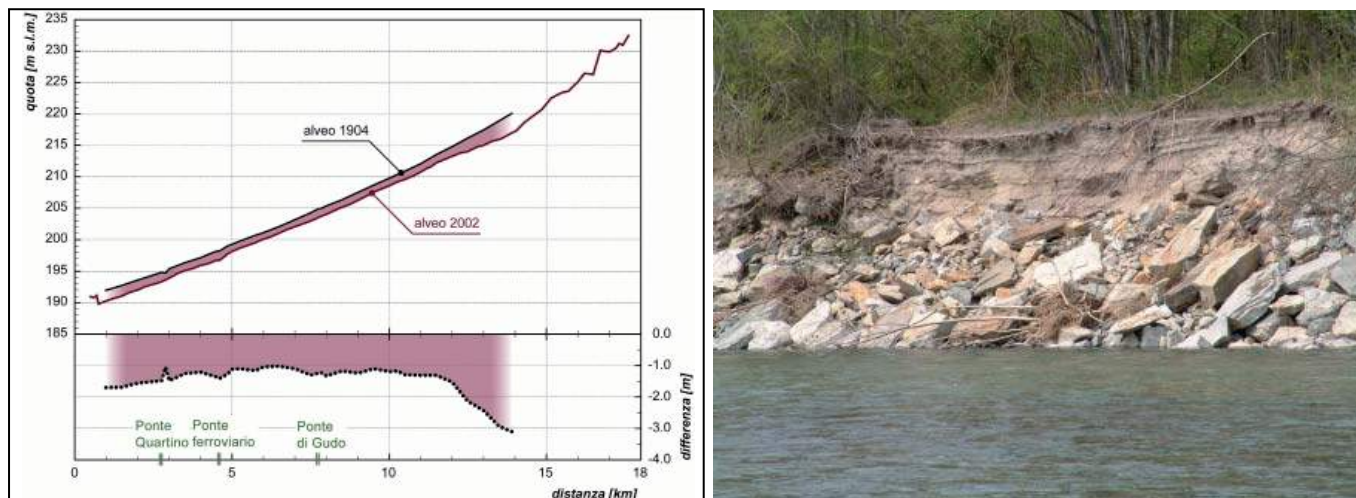 quota [m s.l.m.]
235
230
225
220
215
210
205
200
195
190
185
alveo 1904
alveo 2002
0.0
-1.0
-2.0
-3.0
-4.0
differenza [m]
Ponte Quartino
Ponte ferroviario
Ponte di Gudo
0 5 10 15 18
distanza [km]